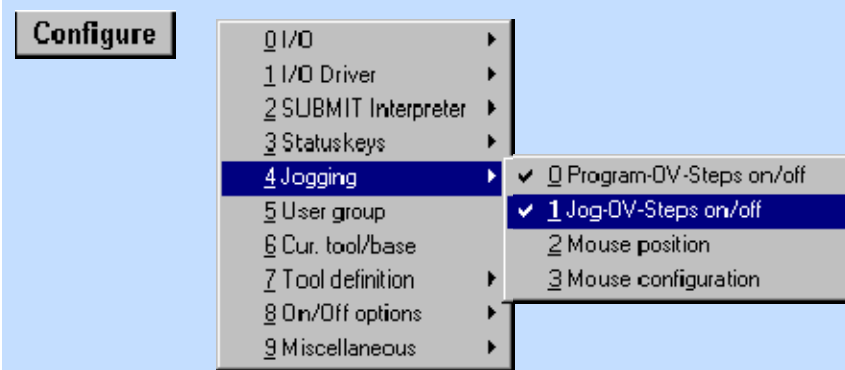 Configure
0 I/O
1 I/O Driver
2 SUBMIT Interpreter
3 Statuskeys
4 Jogging
5 User group
6 Cur. tool/base
7 Tool definition
8 On/Off options
9 Miscellaneous
0 Program-OV-Steps on/off
1 Jog-OV-Steps on/off
2 Mouse position
3 Mouse configuration